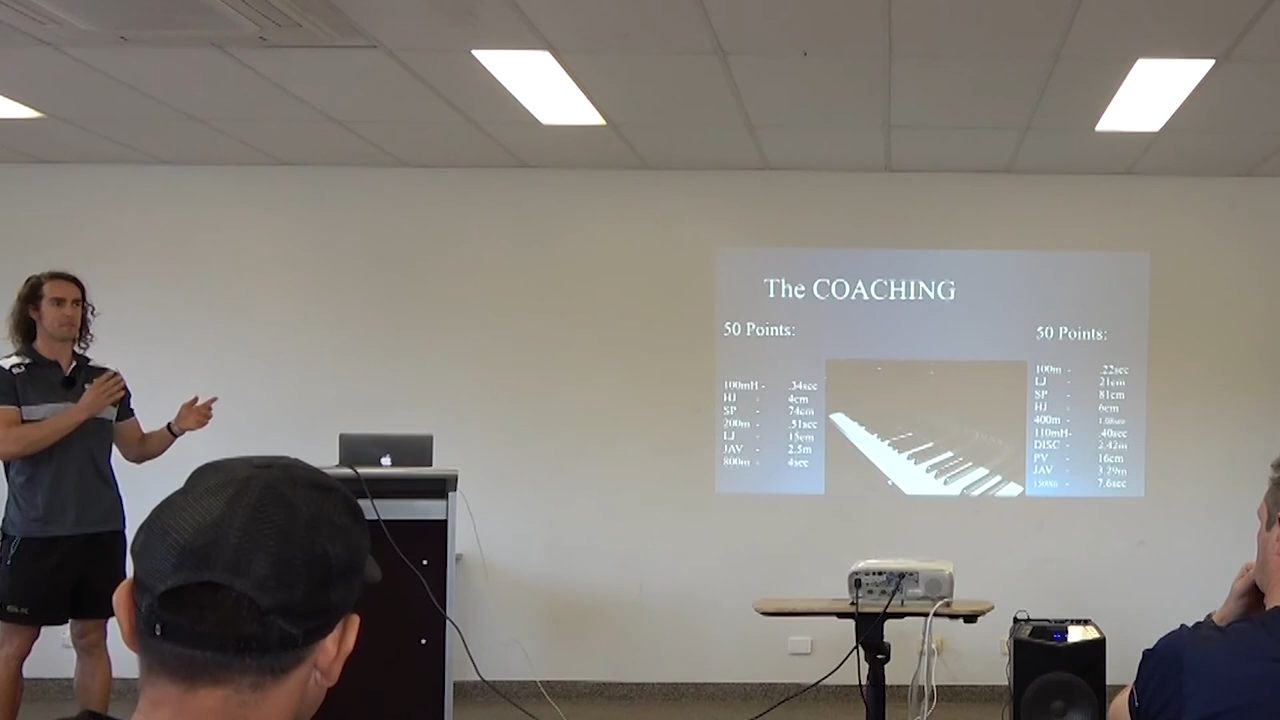 The COACHING
50 Points:
100mH - .34sec
HJ - 4cm
SP - 74cm
200m - .51sec
LJ - 15cm
JAV - 2.5m
800m - 4sec
50 Points:
100m - .22sec
LJ - 21cm
SP - 81cm
HJ - 6cm
400m - 1.08sec
110mH- .40sec
DISC - 2.42m
PV - 16cm
JAV - 3.29m
1500m - 7.6sec